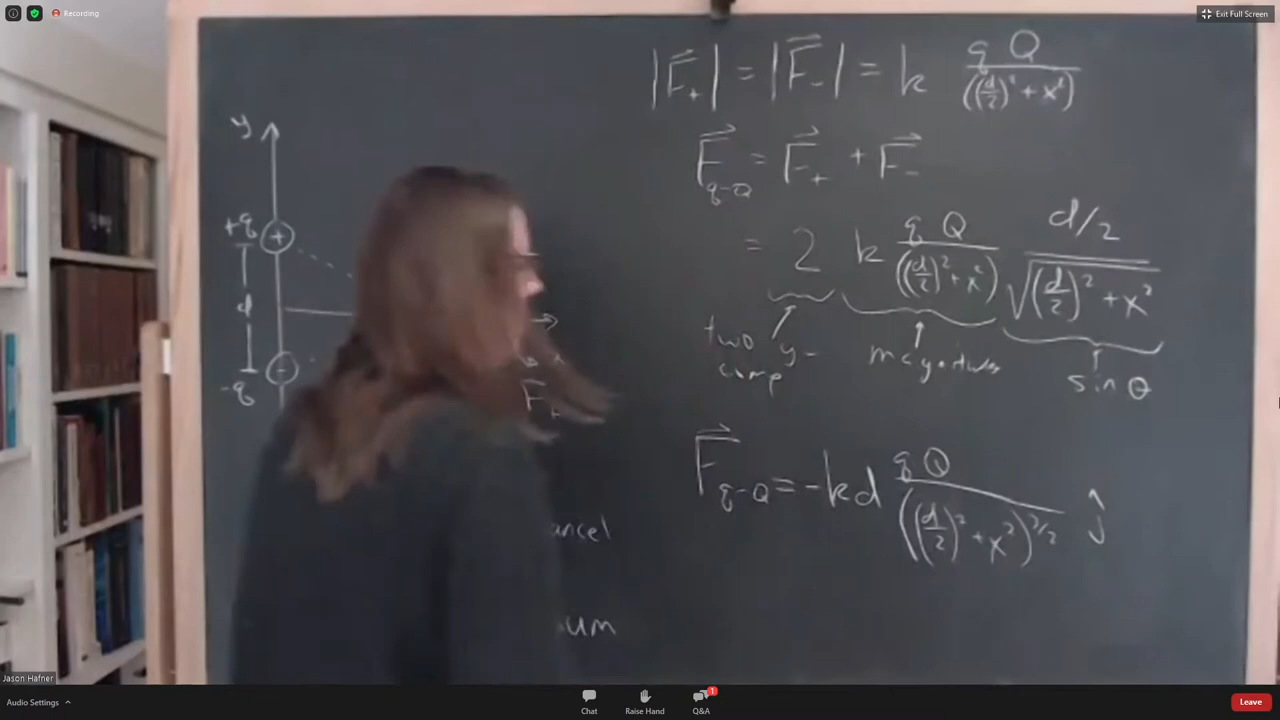 Recording
Exit Full Screen
|F⃗₊| = |F⃗₋| = k qQ/((d/2)² + x²)
F⃗q-Q = F⃗₊ + F⃗₋
= 2 k qQ/((d/2)² + x²) (d/2)/√((d/2)² + x²)
two y-
comp
magnitudes
sin θ
F⃗q-Q = -kd qQ/((d/2)² + x²)^(3/2) ĵ
y
+q
+
d
-
-q
F₊
ancel
um
Jason Hafner
Audio Settings
Chat
Raise Hand
Q&A
1
Leave